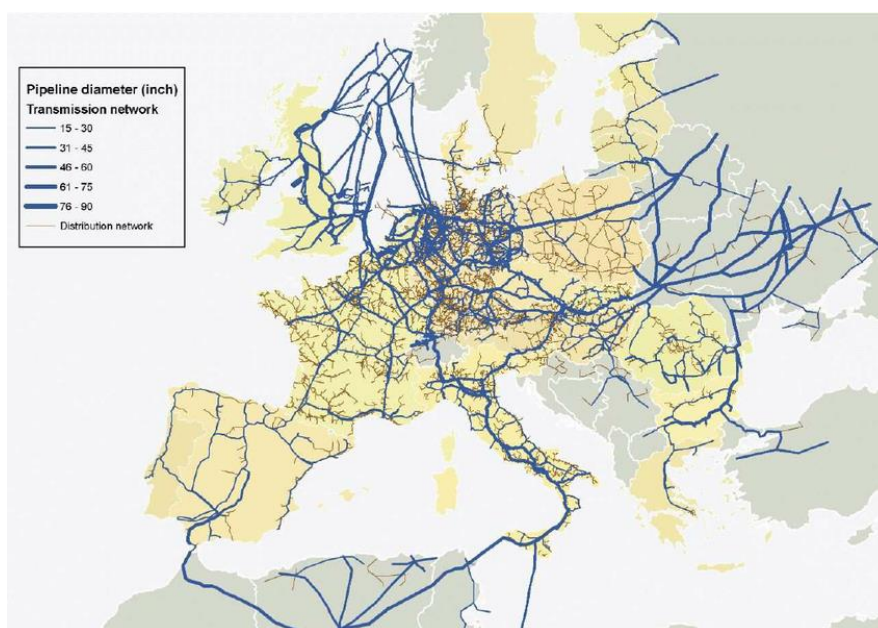 Pipeline diameter (inch)
Transmission network
15 - 30
31 - 45
46 - 60
61 - 75
76 - 90
Distribution network